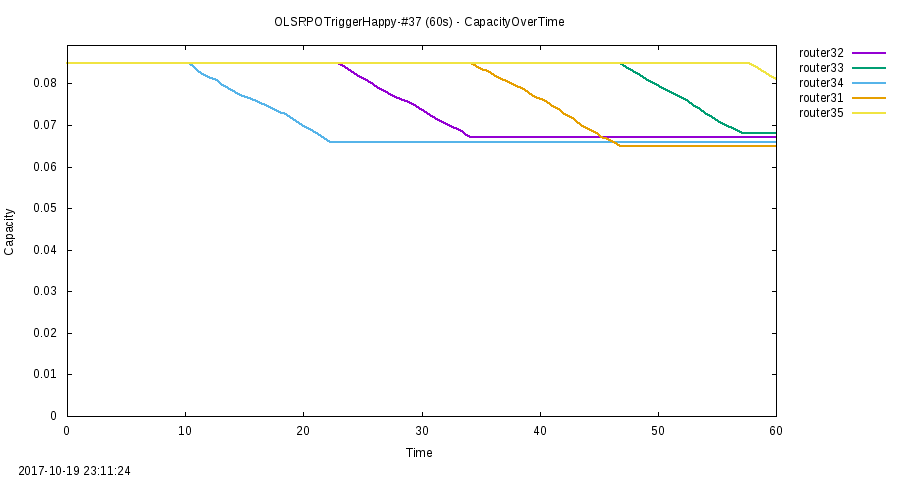 OLSRPOTriggerHappy-#37 (60s) - CapacityOverTime
router32
router33
router34
router31
router35
0.08
0.07
0.06
0.05
0.04
0.03
0.02
0.01
0
Capacity
0 10 20 30 40 50 60
Time
2017-10-19 23:11:24